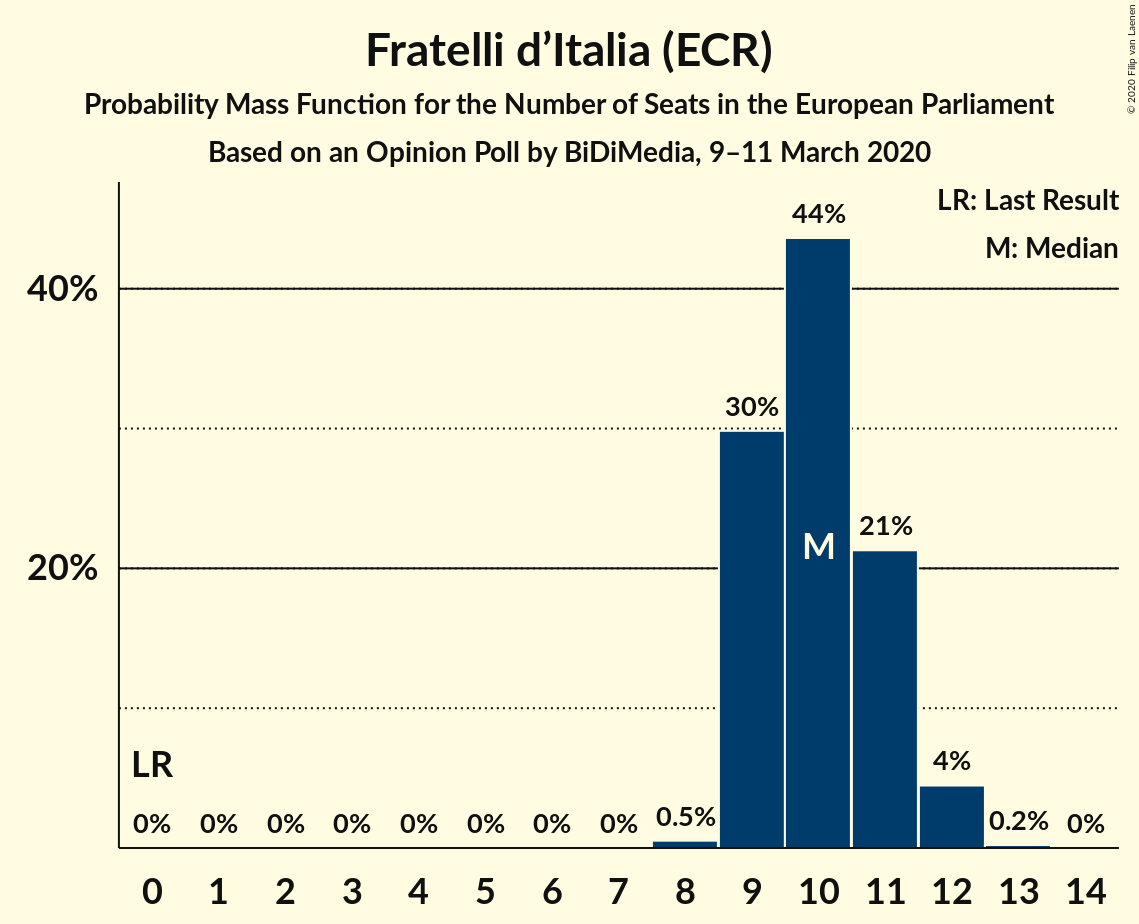 Fratelli d’Italia (ECR)
Probability Mass Function for the Number of Seats in the European Parliament
Based on an Opinion Poll by BiDiMedia, 9–11 March 2020
© 2020 Filip van Laenen
LR: Last Result
M: Median
44%
40%
30%
21%
M
20%
LR
4%
0% 0% 0% 0% 0% 0% 0% 0% 0.5% 0.2% 0%
0 1 2 3 4 5 6 7 8 9 10 11 12 13 14